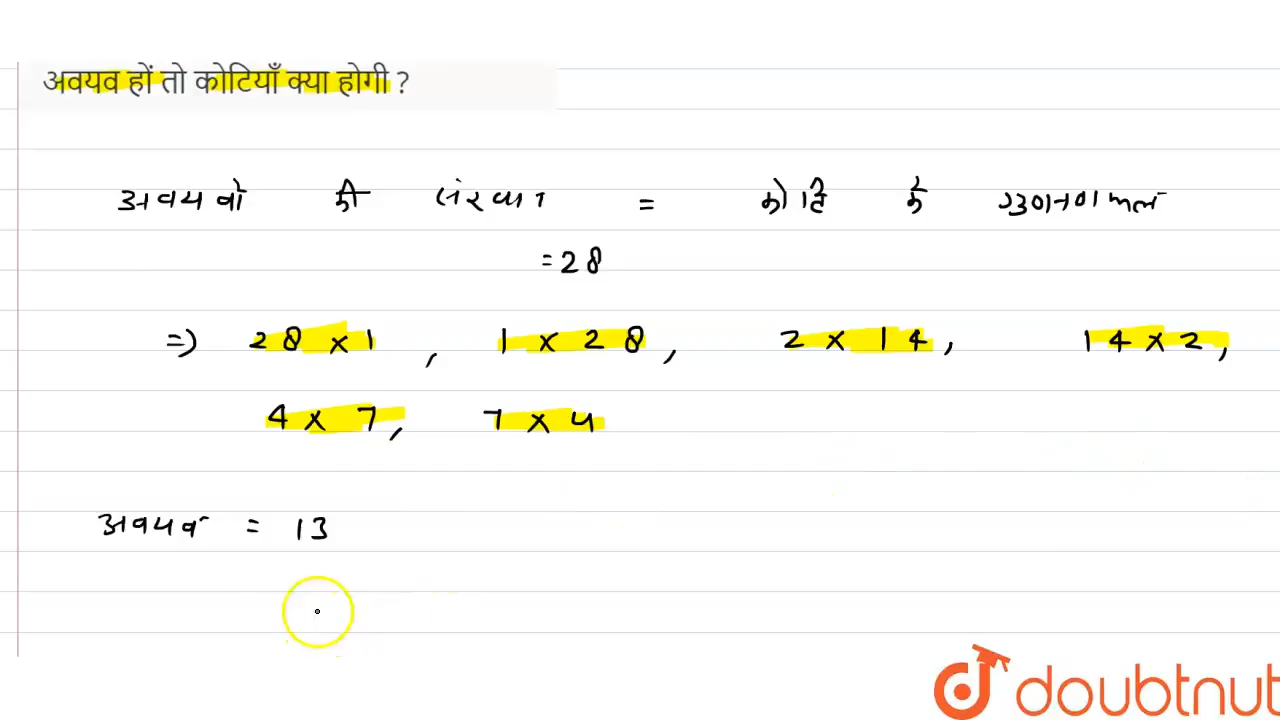 अवयव हों तो कोटियाँ क्या होगी ?
अवयवों की संख्या = कोटि के गुणनफल
= 28
=> 28 x 1 , 1 x 28 , 2 x 14 , 14 x 2 ,
4 x 7 , 7 x 4
अवयव = 13
doubtnut